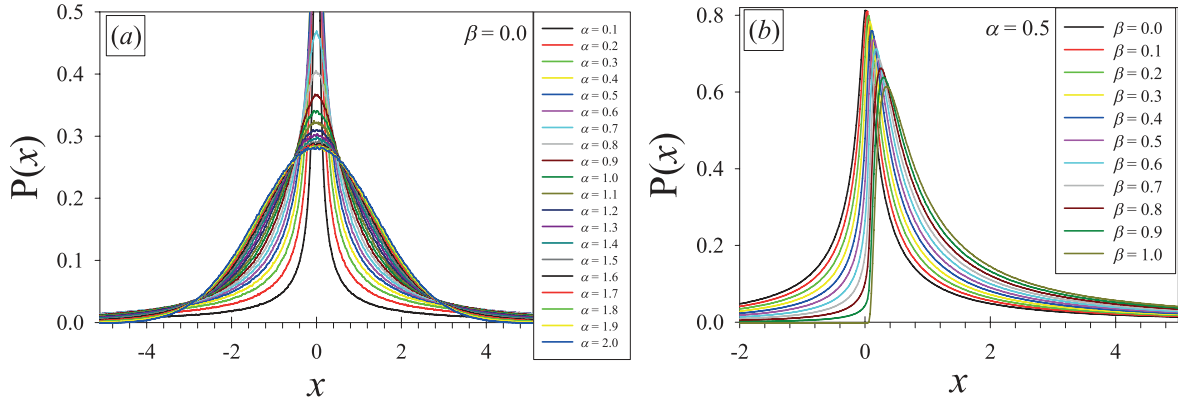 (a)
β = 0.0
P(x)
0.5
0.4
0.3
0.2
0.1
0.0
-4
-2
0
2
4
x
α = 0.1
α = 0.2
α = 0.3
α = 0.4
α = 0.5
α = 0.6
α = 0.7
α = 0.8
α = 0.9
α = 1.0
α = 1.1
α = 1.2
α = 1.3
α = 1.4
α = 1.5
α = 1.6
α = 1.7
α = 1.8
α = 1.9
α = 2.0
(b)
α = 0.5
P(x)
0.8
0.6
0.4
0.2
0.0
-2
0
2
4
x
β = 0.0
β = 0.1
β = 0.2
β = 0.3
β = 0.4
β = 0.5
β = 0.6
β = 0.7
β = 0.8
β = 0.9
β = 1.0